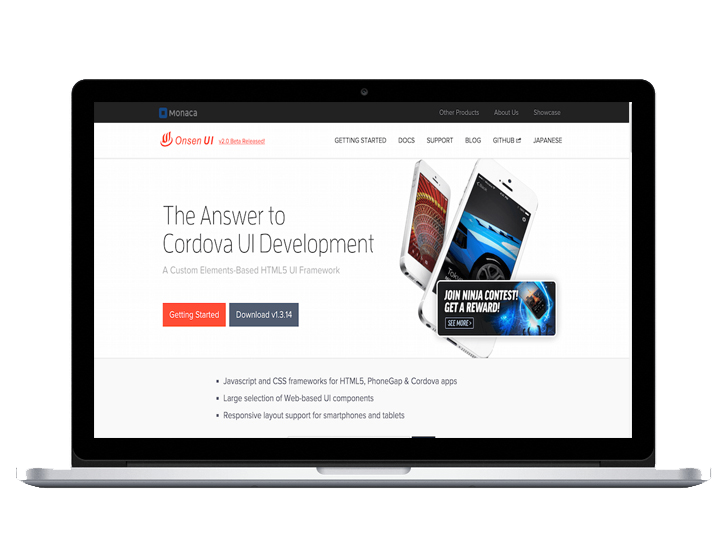 monaca
Other Products About Us Showcase
Onsen UI v2.0 Beta Released!
GETTING STARTED DOCS SUPPORT BLOG GITHUB JAPANESE
The Answer to
Cordova UI Development
A Custom Elements-Based HTML5 UI Framework
Getting Started Download v1.3.14
JOIN NINJA CONTEST!
GET A REWARD!
SEE MORE >
• Javascript and CSS frameworks for HTML5, PhoneGap & Cordova apps
• Large selection of Web-based UI components
• Responsive layout support for smartphones and tablets